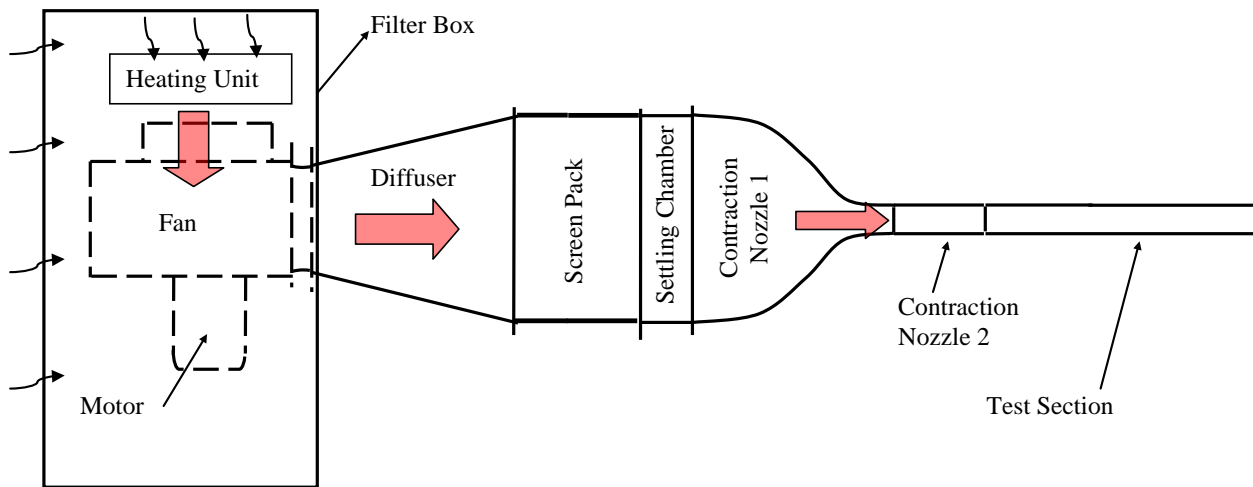 Filter Box
Heating Unit
Fan
Motor
Diffuser
Screen Pack
Settling Chamber
Contraction
Nozzle 1
Contraction
Nozzle 2
Test Section